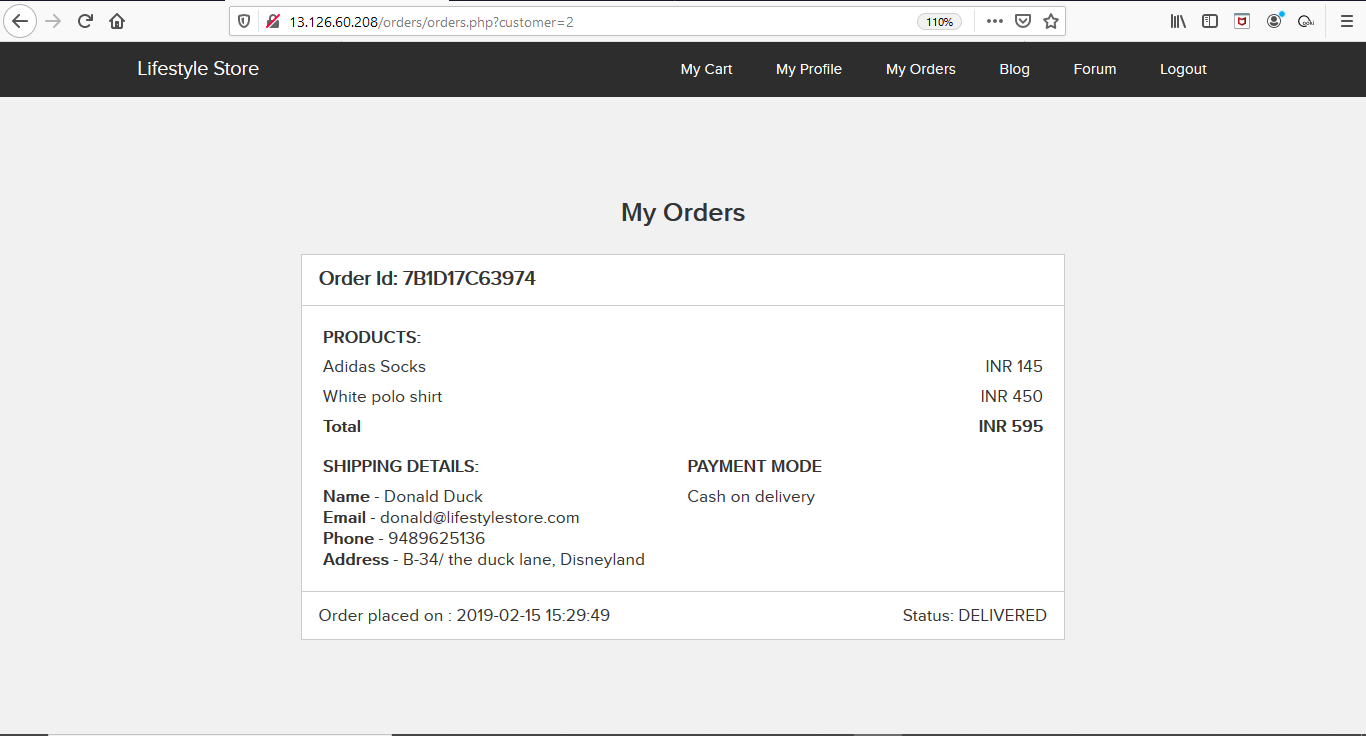 13.126.60.208/orders/orders.php?customer=2 110%
Lifestyle Store My Cart My Profile My Orders Blog Forum Logout
My Orders
Order Id: 7B1D17C63974
PRODUCTS:
Adidas Socks INR 145
White polo shirt INR 450
Total INR 595
SHIPPING DETAILS: PAYMENT MODE
Name - Donald Duck Cash on delivery
Email - donald@lifestylestore.com
Phone - 9489625136
Address - B-34/ the duck lane, Disneyland
Order placed on : 2019-02-15 15:29:49 Status: DELIVERED